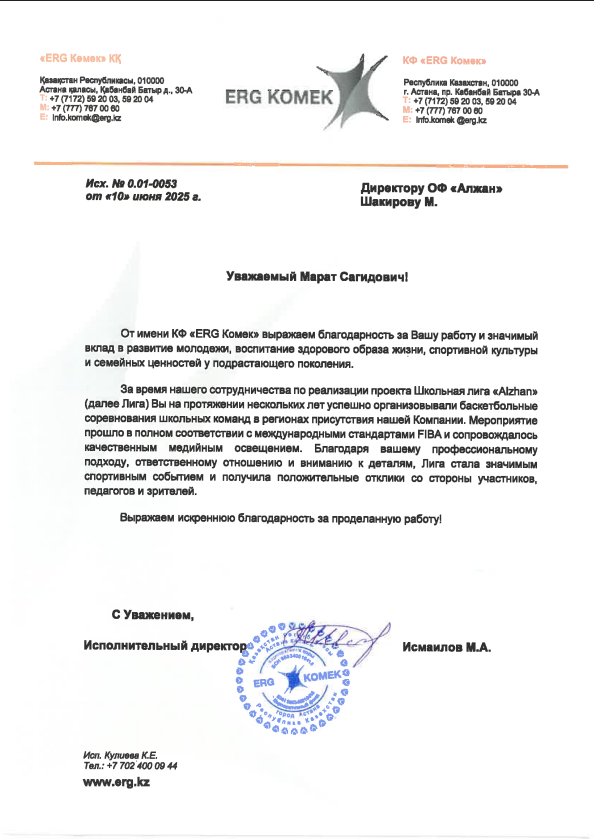 «ERG Көмек» ҚҚ
Қазақстан Республикасы, 010000
Астана қаласы, Қабанбай Батыр д., 30-А
T: +7 (7172) 59 20 03, 59 20 04
M: +7 (777) 767 00 60
E: Info.komek@erg.kz
ERG KOMEK
КФ «ERG Комек»
Республика Казахстан, 010000
г. Астана, пр. Кабанбай Батыра 30-А
T: +7 (7172) 59 20 03, 59 20 04
M: +7 (777) 767 00 60
E: Info.komek @erg.kz
Исх. № 0.01-0053
от «10» июня 2025 г.
Директору ОФ «Алжан»
Шакирову М.
Уважаемый Марат Сагидович!
От имени КФ «ERG Комек» выражаем благодарность за Вашу работу и значимый
вклад в развитие молодежи, воспитание здорового образа жизни, спортивной культуры
и семейных ценностей у подрастающего поколения.
За время нашего сотрудничества по реализации проекта Школьная лига «Alzhan»
(далее Лига) Вы на протяжении нескольких лет успешно организовывали баскетбольные
соревнования школьных команд в регионах присутствия нашей Компании. Мероприятие
прошло в полном соответствии с международными стандартами FIBA и сопровождалось
качественным медийным освещением. Благодаря вашему профессиональному
подходу, ответственному отношению и вниманию к деталям, Лига стала значимым
спортивным событием и получила положительные отклики со стороны участников,
педагогов и зрителей.
Выражаем искреннюю благодарность за проделанную работу!
С Уважением,
Исполнительный директор
Исмаилов М.А.
Қазақстан Республикасы
Астана
ERG KOMEK
город Астана
Республика Казахстан
Исп. Кулиева К.Е.
Тел.: +7 702 400 09 44
www.erg.kz